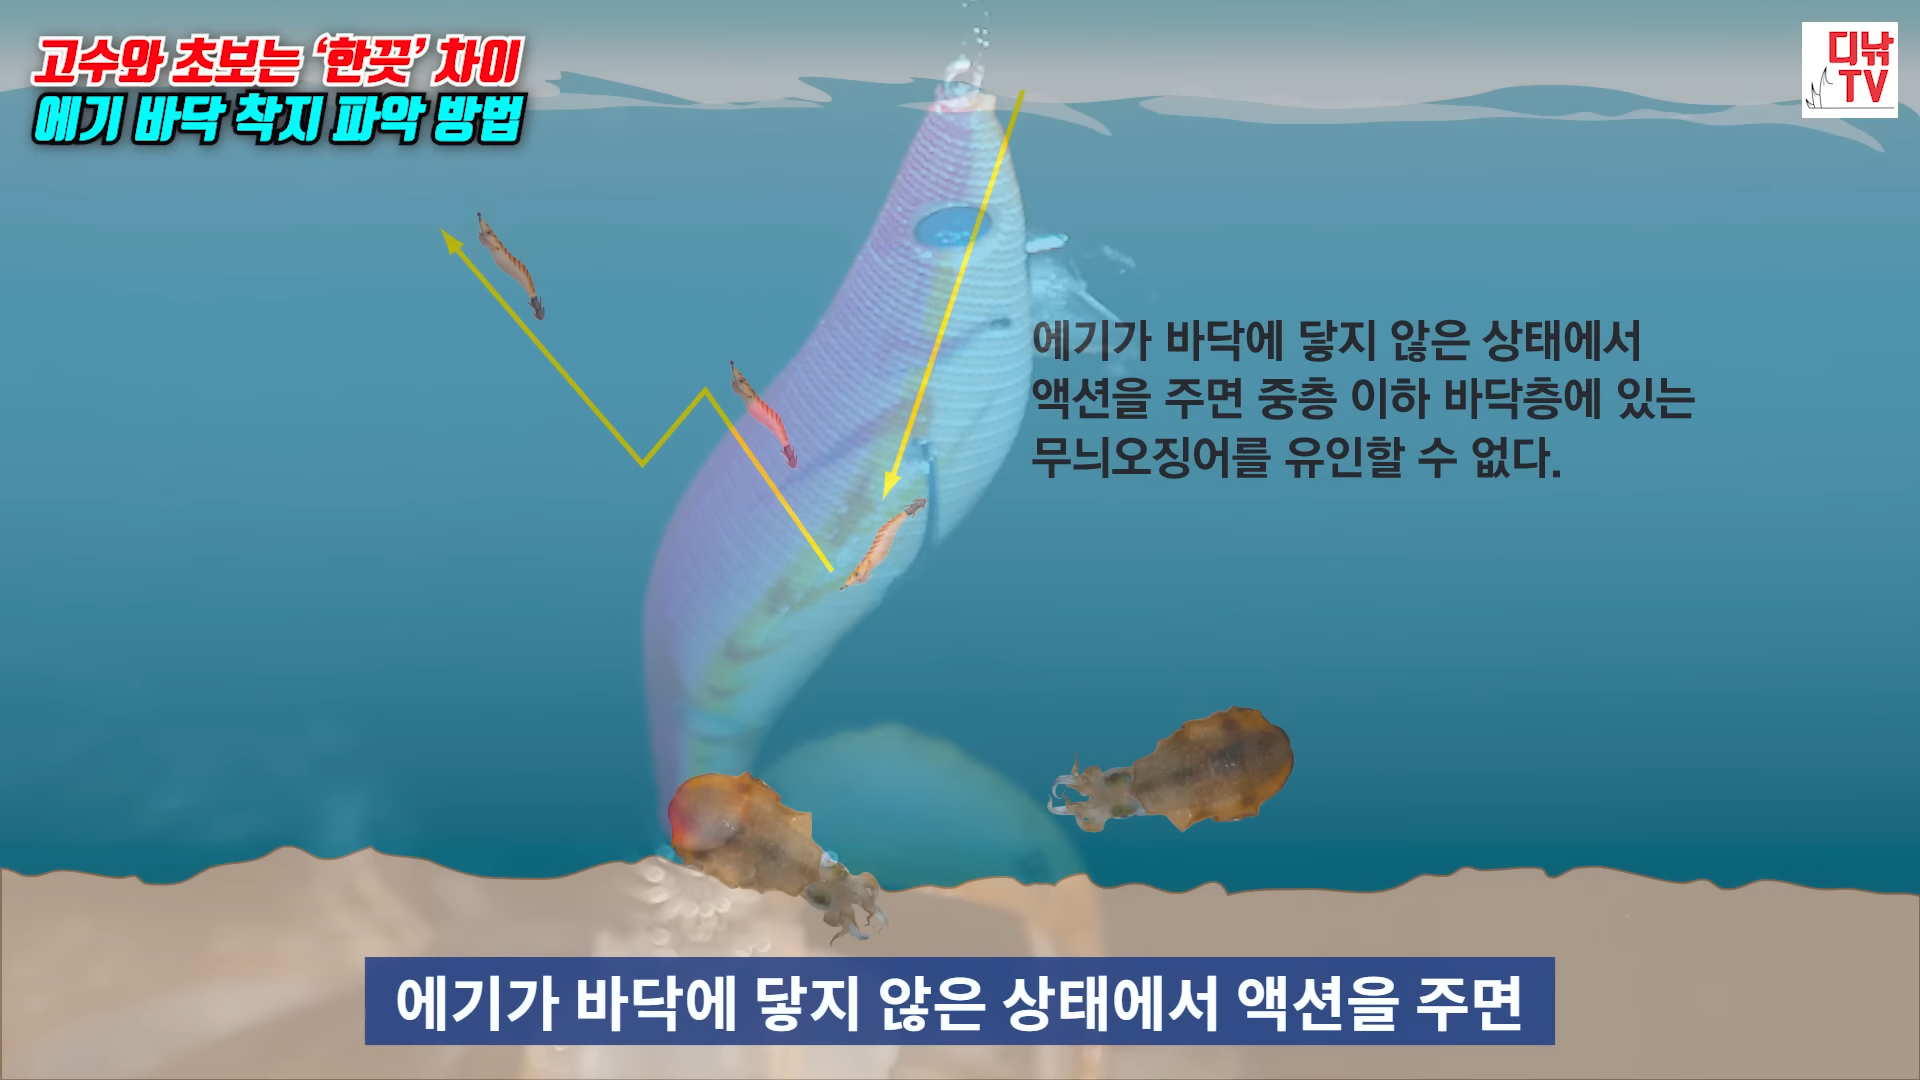 고수와 초보는 ‘한끗’ 차이
에기 바닥 착지 파악 방법
디낚
TV
에기가 바닥에 닿지 않은 상태에서
액션을 주면 중층 이하 바닥층에 있는
무늬오징어를 유인할 수 없다.
에기가 바닥에 닿지 않은 상태에서 액션을 주면